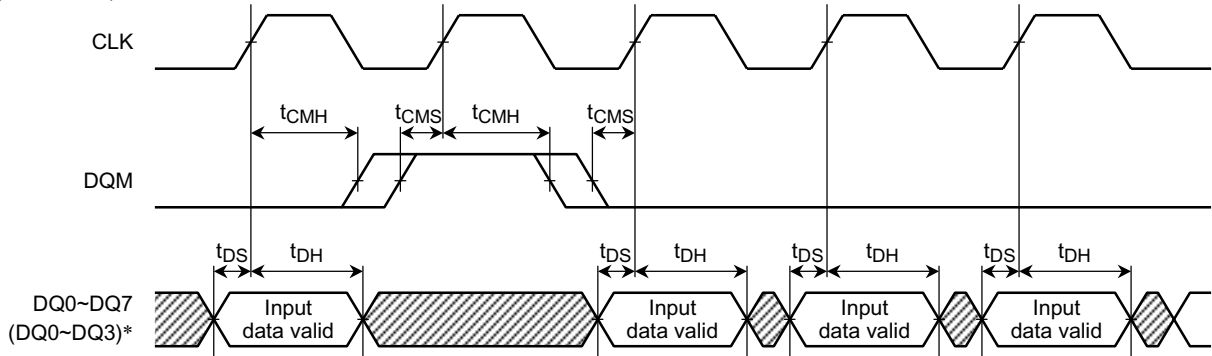 CLK
tCMH tCMS tCMH tCMS
DQM
tDS tDH tDS tDH tDS tDH tDS tDH
DQ0~DQ7
(DQ0~DQ3)*
Input
data valid
Input
data valid
Input
data valid
Input
data valid